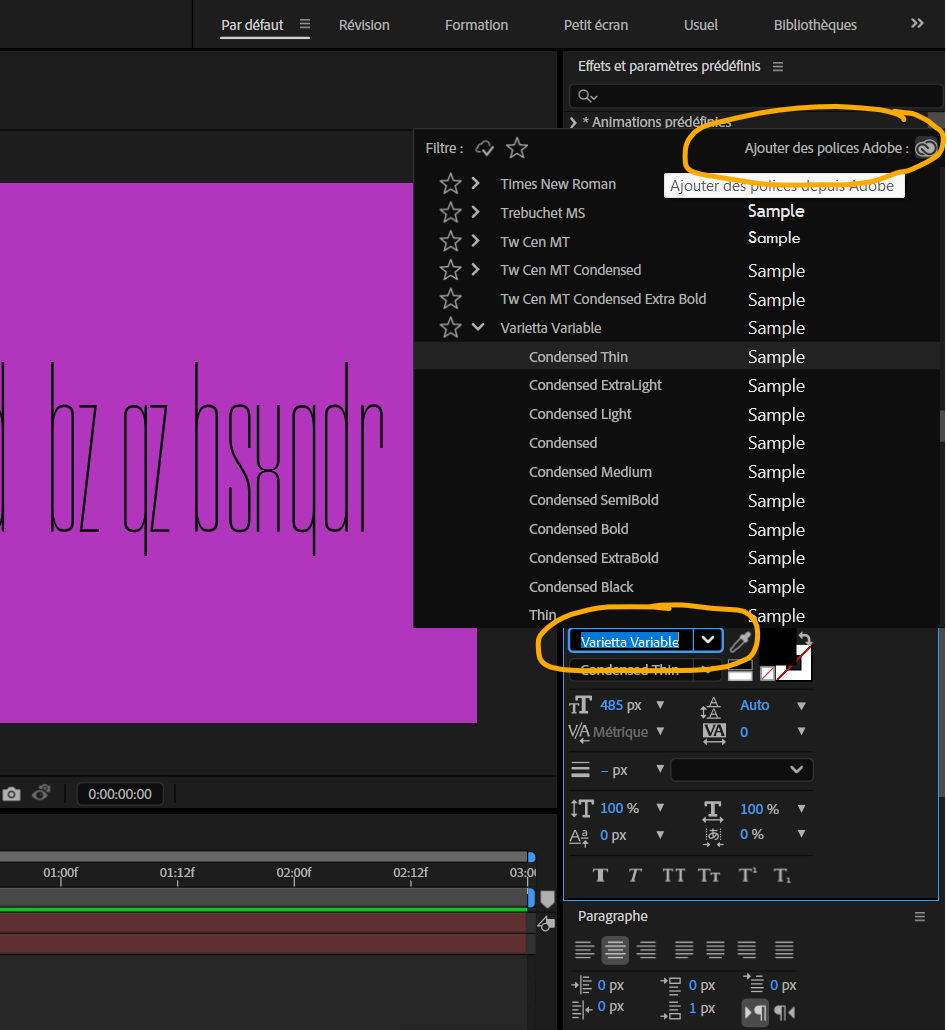 Par défaut Révision Formation Petit écran Usuel Bibliothèques
Effets et paramètres prédéfinis
* Animations prédéfinies
Filtre : Ajouter des polices Adobe :
Times New Roman
Ajouter des polices depuis Adobe
Trebuchet MS Sample
Tw Cen MT Sample
Tw Cen MT Condensed Sample
Tw Cen MT Condensed Extra Bold Sample
Varietta Variable Sample
Condensed Thin Sample
Condensed ExtraLight Sample
Condensed Light Sample
Condensed Sample
Condensed Medium Sample
Condensed SemiBold Sample
Condensed Bold Sample
Condensed ExtraBold Sample
Condensed Black Sample
Thin Sample
bz qz bsxqdr
Varietta Variable
Condensed Thin
485 px Auto
Métrique 0
– px
100 % 100 %
0 px 0 %
T T TT Tт T¹ T₁
0:00:00:00
01:00f 01:12f 02:00f 02:12f 03:0
Paragraphe
0 px 0 px 0 px
0 px 1 px